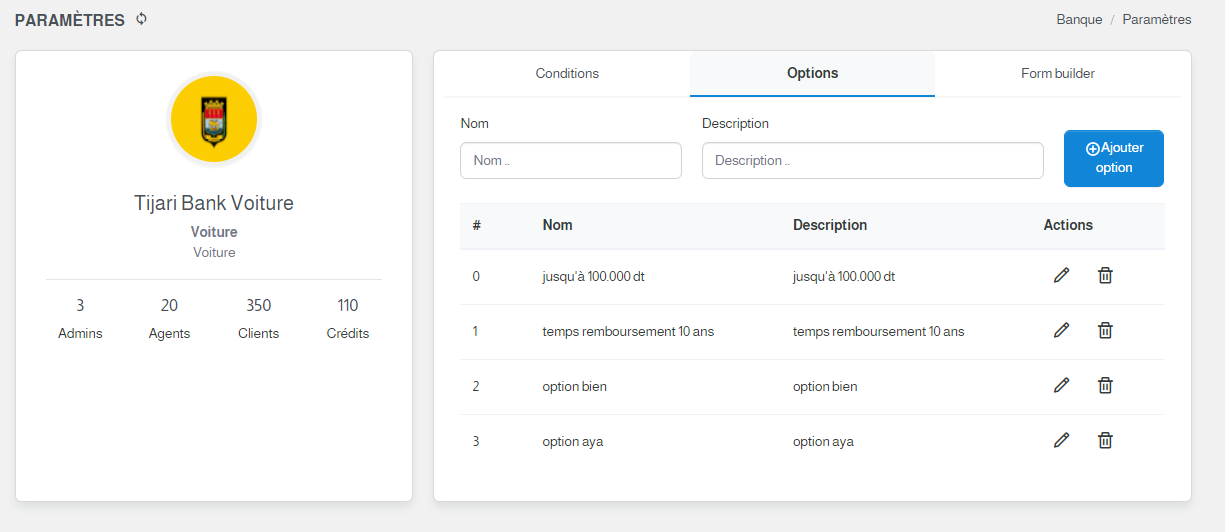 PARAMÈTRES
Banque / Paramètres
Tijari Bank Voiture
Voiture
Voiture
3 20 350 110
Admins Agents Clients Crédits
Conditions Options Form builder
Nom Description
Nom .. Description ..
Ajouter
option
# Nom Description Actions
0 jusqu'à 100.000 dt jusqu'à 100.000 dt
1 temps remboursement 10 ans temps remboursement 10 ans
2 option bien option bien
3 option aya option aya